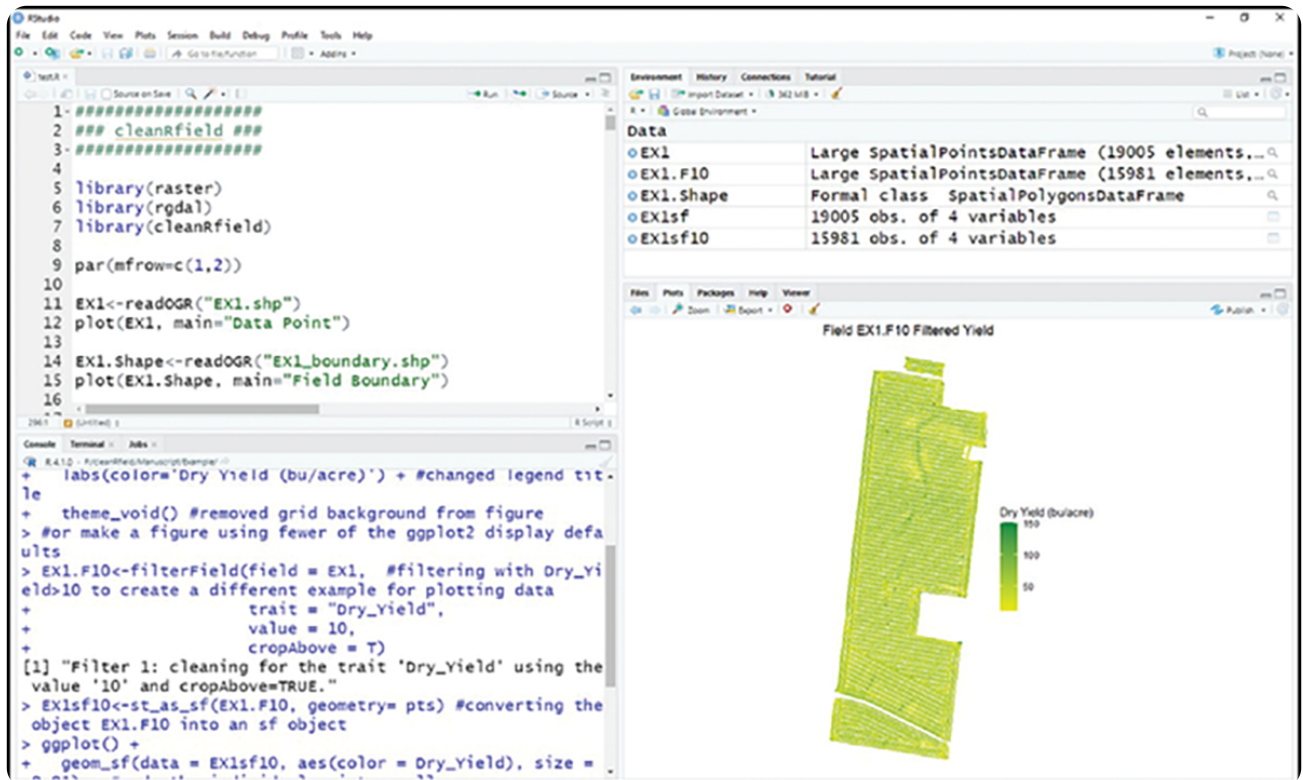 RStudio
File Edit Code View Plots Session Build Debug Profile Tools Help
Go to file/function Addins
Project: (None)
test.R
Source on Save Run Source
1 ###################
2 ### cleanRfield ###
3 ###################
4
5 library(raster)
6 library(rgdal)
7 library(cleanRfield)
8
9 par(mfrow=c(1,2))
10
11 EX1<-readOGR("EX1.shp")
12 plot(EX1, main="Data Point")
13
14 EX1.Shape<-readOGR("EX1_boundary.shp")
15 plot(EX1.Shape, main="Field Boundary")
16
17
(Untitled) R Script
Console Terminal Jobs
R 4.1.0
+ labs(color='Dry Yield (bu/acre)') + #changed legend tit
le
+ theme_void() #removed grid background from figure
> #or make a figure using fewer of the ggplot2 display defa
ults
> EX1.F10<-filterField(field = EX1, #filtering with Dry_Yi
eld>10 to create a different example for plotting data
+ trait = "Dry_Yield",
+ value = 10,
+ cropAbove = T)
[1] "Filter 1: cleaning for the trait 'Dry_Yield' using the
value '10' and cropAbove=TRUE."
> EX1sf10<-st_as_sf(EX1.F10, geometry= pts) #converting the
object EX1.F10 into an sf object
> ggplot() +
+ geom_sf(data = EX1sf10, aes(color = Dry_Yield), size =
Environment History Connections Tutorial
Import Dataset 362 MiB List
R Global Environment
Data
EX1 Large SpatialPointsDataFrame (19005 elements,…
EX1.F10 Large SpatialPointsDataFrame (15981 elements,…
EX1.Shape Formal class SpatialPolygonsDataFrame
EX1sf 19005 obs. of 4 variables
EX1sf10 15981 obs. of 4 variables
Files Plots Packages Help Viewer
Zoom Export Publish
Field EX1.F10 Filtered Yield
Dry Yield (bu/acre)
150
100
50